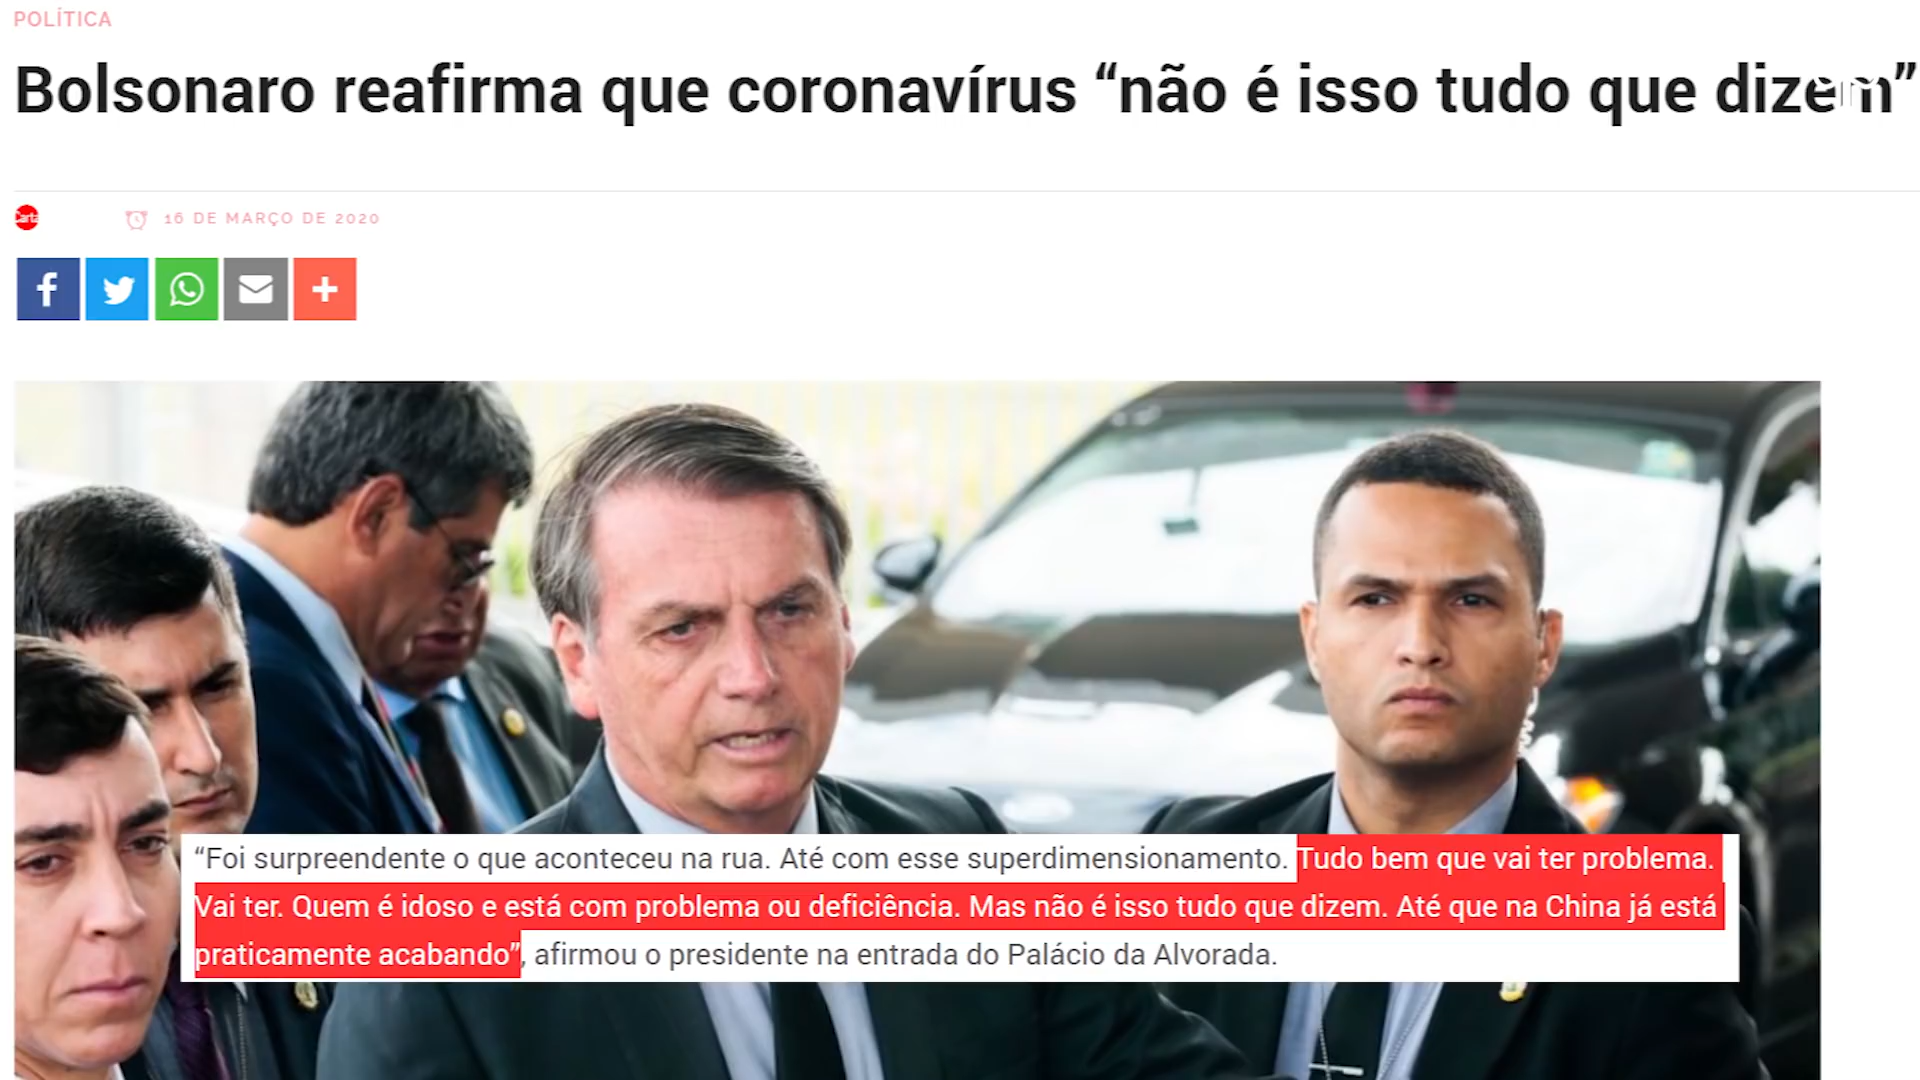 POLÍTICA
Bolsonaro reafirma que coronavírus “não é isso tudo que dizem”
Carta
16 DE MARÇO DE 2020
“Foi surpreendente o que aconteceu na rua. Até com esse superdimensionamento. Tudo bem que vai ter problema.
Vai ter. Quem é idoso e está com problema ou deficiência. Mas não é isso tudo que dizem. Até que na China já está
praticamente acabando”, afirmou o presidente na entrada do Palácio da Alvorada.